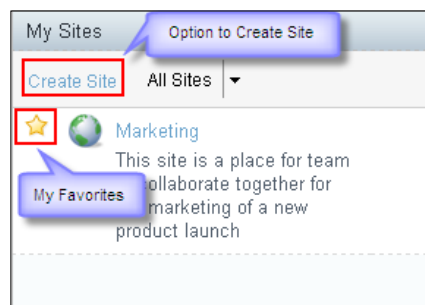 My Sites
Option to Create Site
Create Site
All Sites
Marketing
This site is a place for team
collaborate together for
My Favorites
marketing of a new
product launch